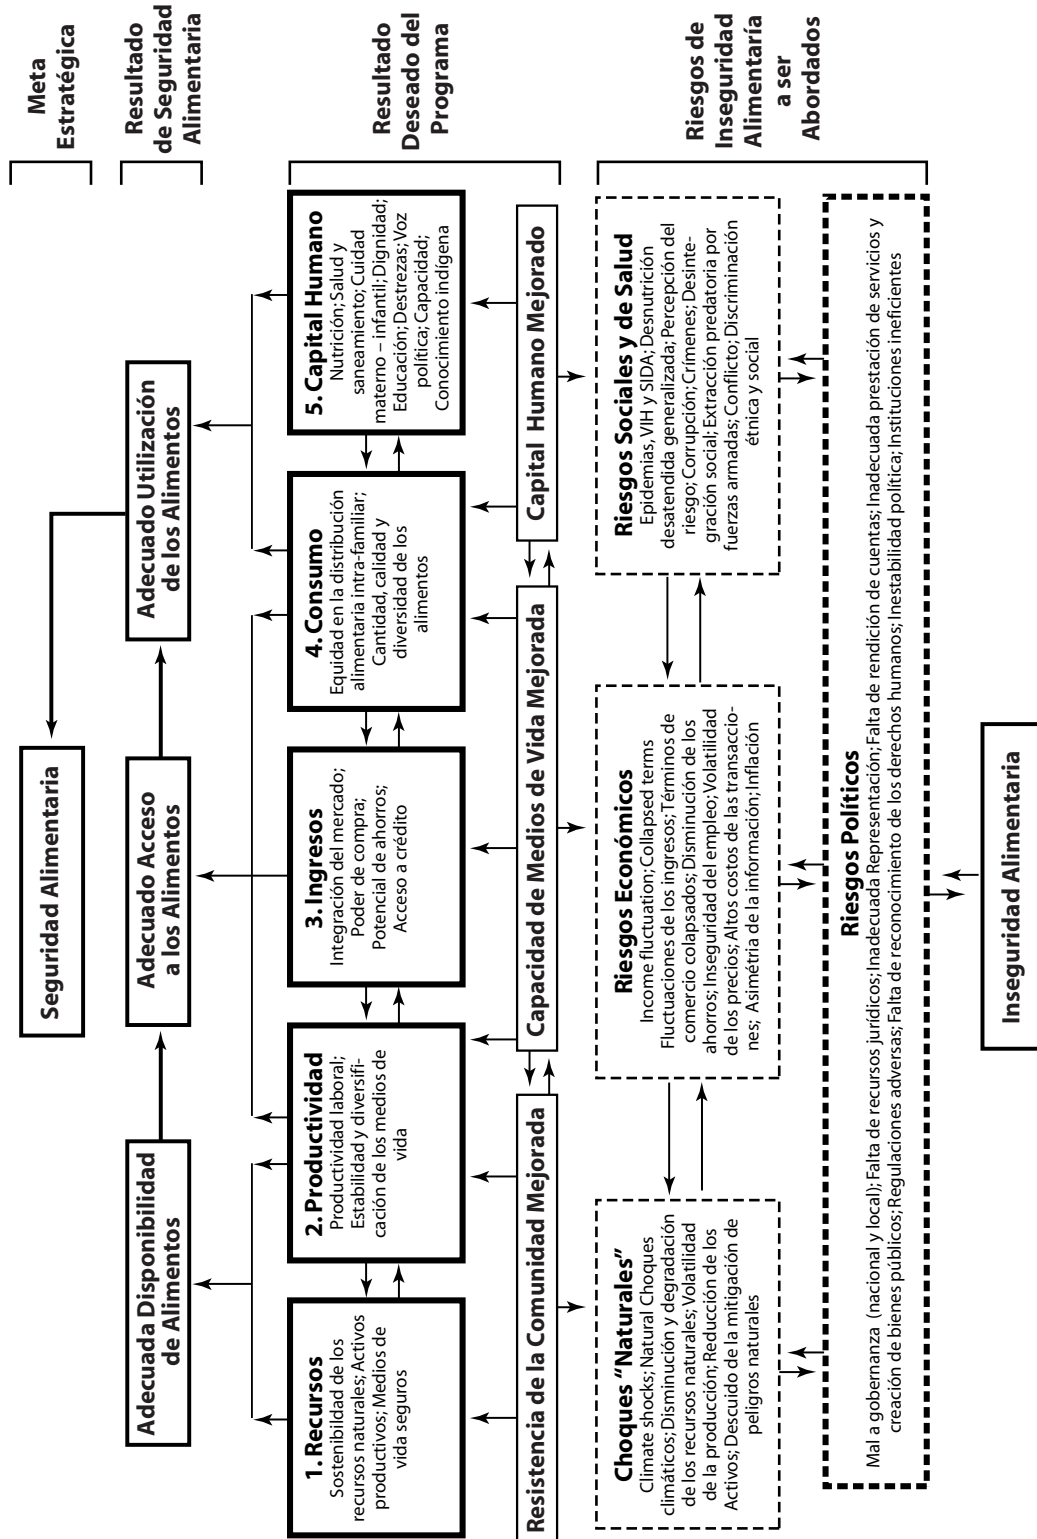 Meta
Estratégica
Resultado
de Seguridad
Alimentaria
Resultado
Deseado del
Programa
Riesgos de
Inseguridad
Alimentaría
a ser
Abordados
Seguridad Alimentaria
Adecuada Disponibilidad
de Alimentos
Adecuado Acceso
a los Alimentos
Adecuado Utilización
de los Alimentos
1. Recursos
Sostenibildad de los
recursos naturales; Activos
productivos; Medios de
vida seguros
2. Productividad
Productividad laboral;
Estabilidad y diversifi-
cación de los medios de
vida
3. Ingresos
Integración del mercado;
Poder de compra;
Potencial de ahorros;
Acceso a crédito
4. Consumo
Equidad en la distribución
alimentaria intra-familiar;
Cantidad, calidad y
diversidad de los
alimentos
5. Capital Humano
Nutrición; Salud y
saneamiento; Cuidad
materno – infantil; Dignidad;
Educación; Destrezas; Voz
política; Capacidad;
Conocimiento indígena
Resistencia de la Comunidad Mejorada
Capacidad de Medios de Vida Mejorada
Capital Humano Mejorado
Choques "Naturales"
Climate shocks; Natural Choques
climáticos; Disminución y degradación
de los recursos naturales; Volatilidad
de la producción; Reducción de los
Activos; Descuido de la mitigación de
peligros naturales
Riesgos Económicos
Income fluctuation; Collapsed terms
Fluctuaciones de los ingresos; Términos de
comercio colapsados; Disminución de los
ahorros; Inseguridad del empleo; Volatilidad
de los precios; Altos costos de las transaccio-
nes; Asimétria de la información; Inflación
Riesgos Sociales y de Salud
Epidemias, VIH y SIDA; Desnutrición
desatendida generalizada; Percepción del
riesgo; Corrupción; Crímenes; Desinte-
gración social; Extracción predatoria por
fuerzas armadas; Conflicto; Discriminación
étnica y social
Riesgos Políticos
Mal a gobernanza (nacional y local); Falta de recursos jurídicos; Inadecuada Representación; Falta de rendición de cuentas; Inadecuada prestación de servicios y
creación de bienes públicos; Regulaciones adversas; Falta de reconocimiento de los derechos humanos; Inestabilidad política; Instituciones ineficientes
Inseguridad Alimentaria